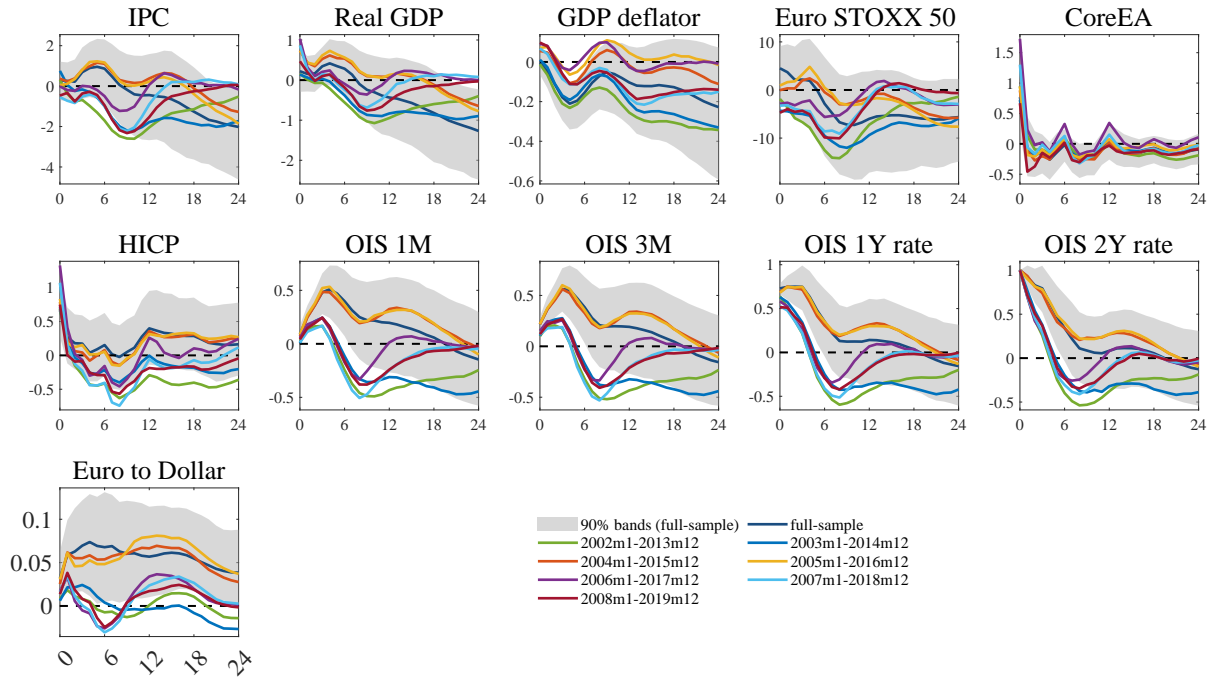 IPC Real GDP GDP deflator Euro STOXX 50 CoreEA
2 0 -2 -4
0 6 12 18 24
1 0 -1 -2
0 6 12 18 24
0 -0.2 -0.4 -0.6
0 6 12 18 24
10 0 -10
0 6 12 18 24
1.5 1 0.5 0 -0.5
0 6 12 18 24
HICP OIS 1M OIS 3M OIS 1Y rate OIS 2Y rate
1 0.5 0 -0.5
0 6 12 18 24
0.5 0 -0.5
0 6 12 18 24
0.5 0 -0.5
0 6 12 18 24
1 0.5 0 -0.5
0 6 12 18 24
1 0.5 0 -0.5
0 6 12 18 24
Euro to Dollar
0.1 0.05 0
0 6 12 18 24
90% bands (full-sample) full-sample
2002m1-2013m12 2003m1-2014m12
2004m1-2015m12 2005m1-2016m12
2006m1-2017m12 2007m1-2018m12
2008m1-2019m12